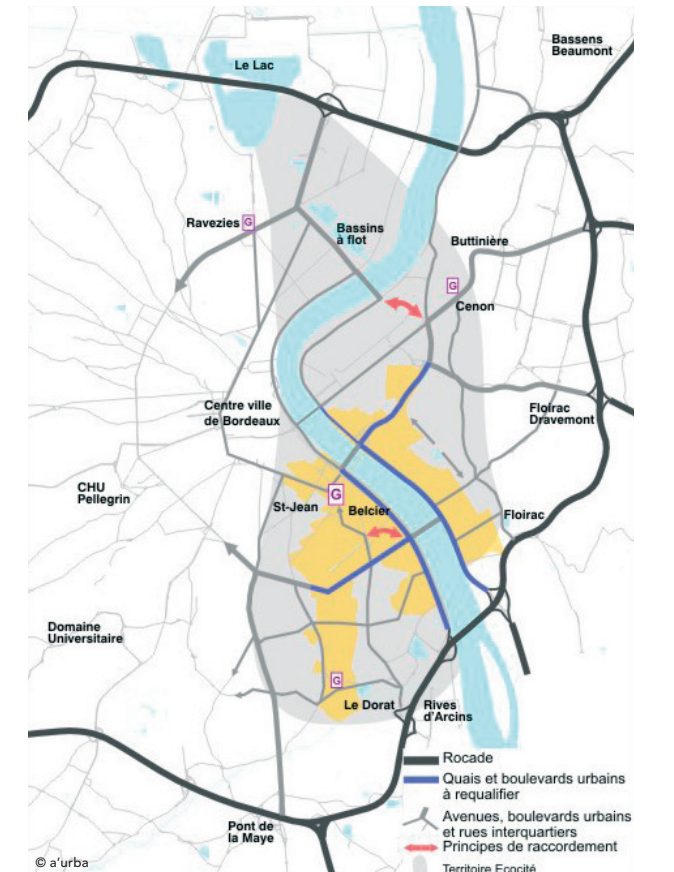 Bassens
Beaumont
Le Lac
Ravezies G
Bassins
à flot
Buttinière
G
Cenon
Centre ville
de Bordeaux
Floirac
Dravemont
CHU
Pellegrin
G
St-Jean
Belcier
Floirac
Domaine
Universitaire
G
Le Dorat
Rives
d'Arcins
Pont de
la Maye
Rocade
Quais et boulevards urbains
à requalifier
Avenues, boulevards urbains
et rues interquartiers
Principes de raccordement
Territoire Ecocité
© a'urba